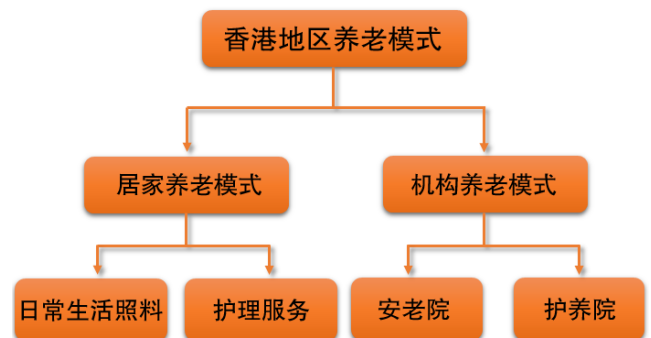 香港地区养老模式
居家养老模式
机构养老模式
日常生活照料
护理服务
安老院
护养院